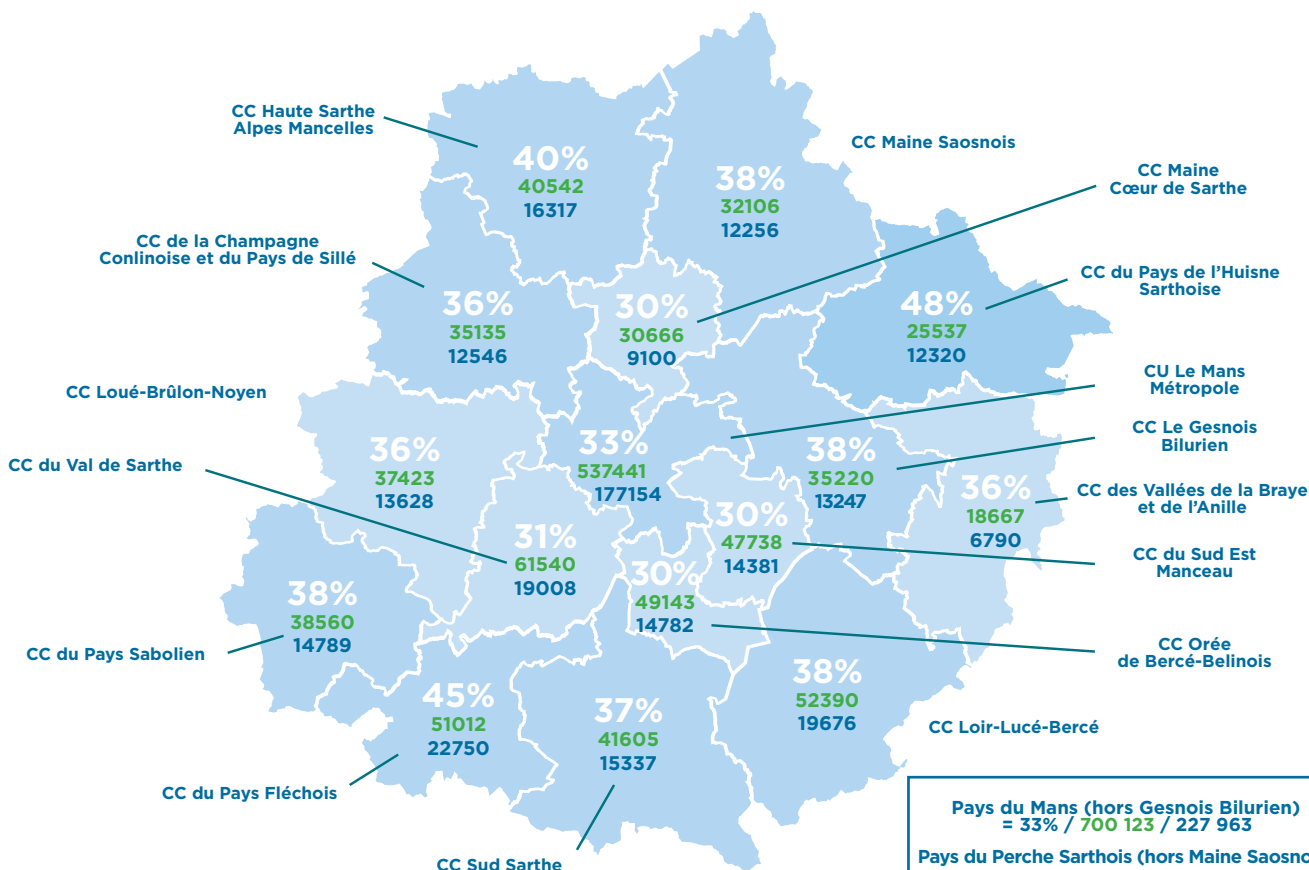 CC Haute Sarthe
Alpes Mancelles
40%
40542
16317
CC Maine Saosnois
38%
32106
12256
CC Maine
Cœur de Sarthe
CC de la Champagne
Conlinoise et du Pays de Sillé
36%
35135
12546
30%
30666
9100
CC du Pays de l'Huisne
Sarthoise
48%
25537
12320
CC Loué-Brûlon-Noyen
CU Le Mans
Métropole
36%
37423
13628
33%
537441
177154
38%
35220
13247
CC Le Gesnois
Bilurien
CC du Val de Sarthe
36%
18667
6790
CC des Vallées de la Braye
et de l'Anille
31%
61540
19008
30%
47738
14381
CC du Sud Est
Manceau
30%
49143
14782
38%
38560
14789
CC du Pays Sabolien
CC Orée
de Bercé-Belinois
45%
51012
22750
37%
41605
15337
38%
52390
19676
CC Loir-Lucé-Bercé
CC du Pays Fléchois
CC Sud Sarthe
Pays du Mans (hors Gesnois Bilurien)
= 33% / 700 123 / 227 963
Pays du Perche Sarthois (hors Maine Saosno